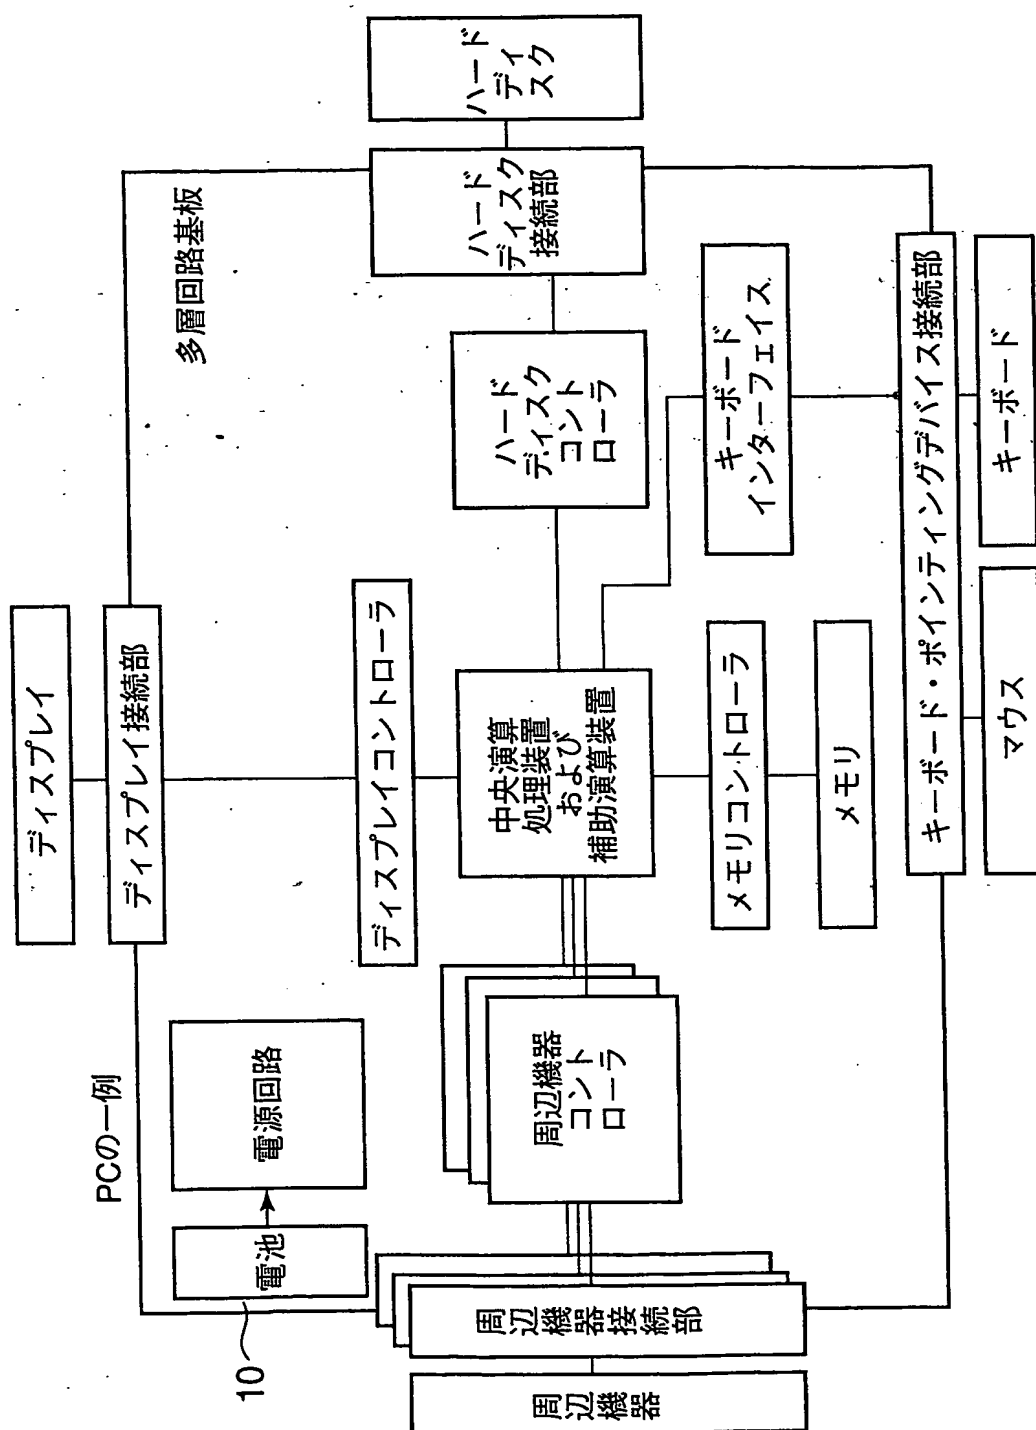 PCの一例
多層回路基板
ディスプレイ
ディスプレイ接続部
ディスプレイコントローラ
電池
電源回路
10
周辺機器
周辺機器接続部
周辺機器
コント
ローラ
中央演算
処理装置
および
補助演算装置
ハード
ディスク
コント
ローラ
ハード
ディスク
接続部
ハード
ディ
スク
メモリコントローラ
メモリ
キーボード
インターフェイス
キーボード・ポインティングデバイス接続部
マウス
キーボード